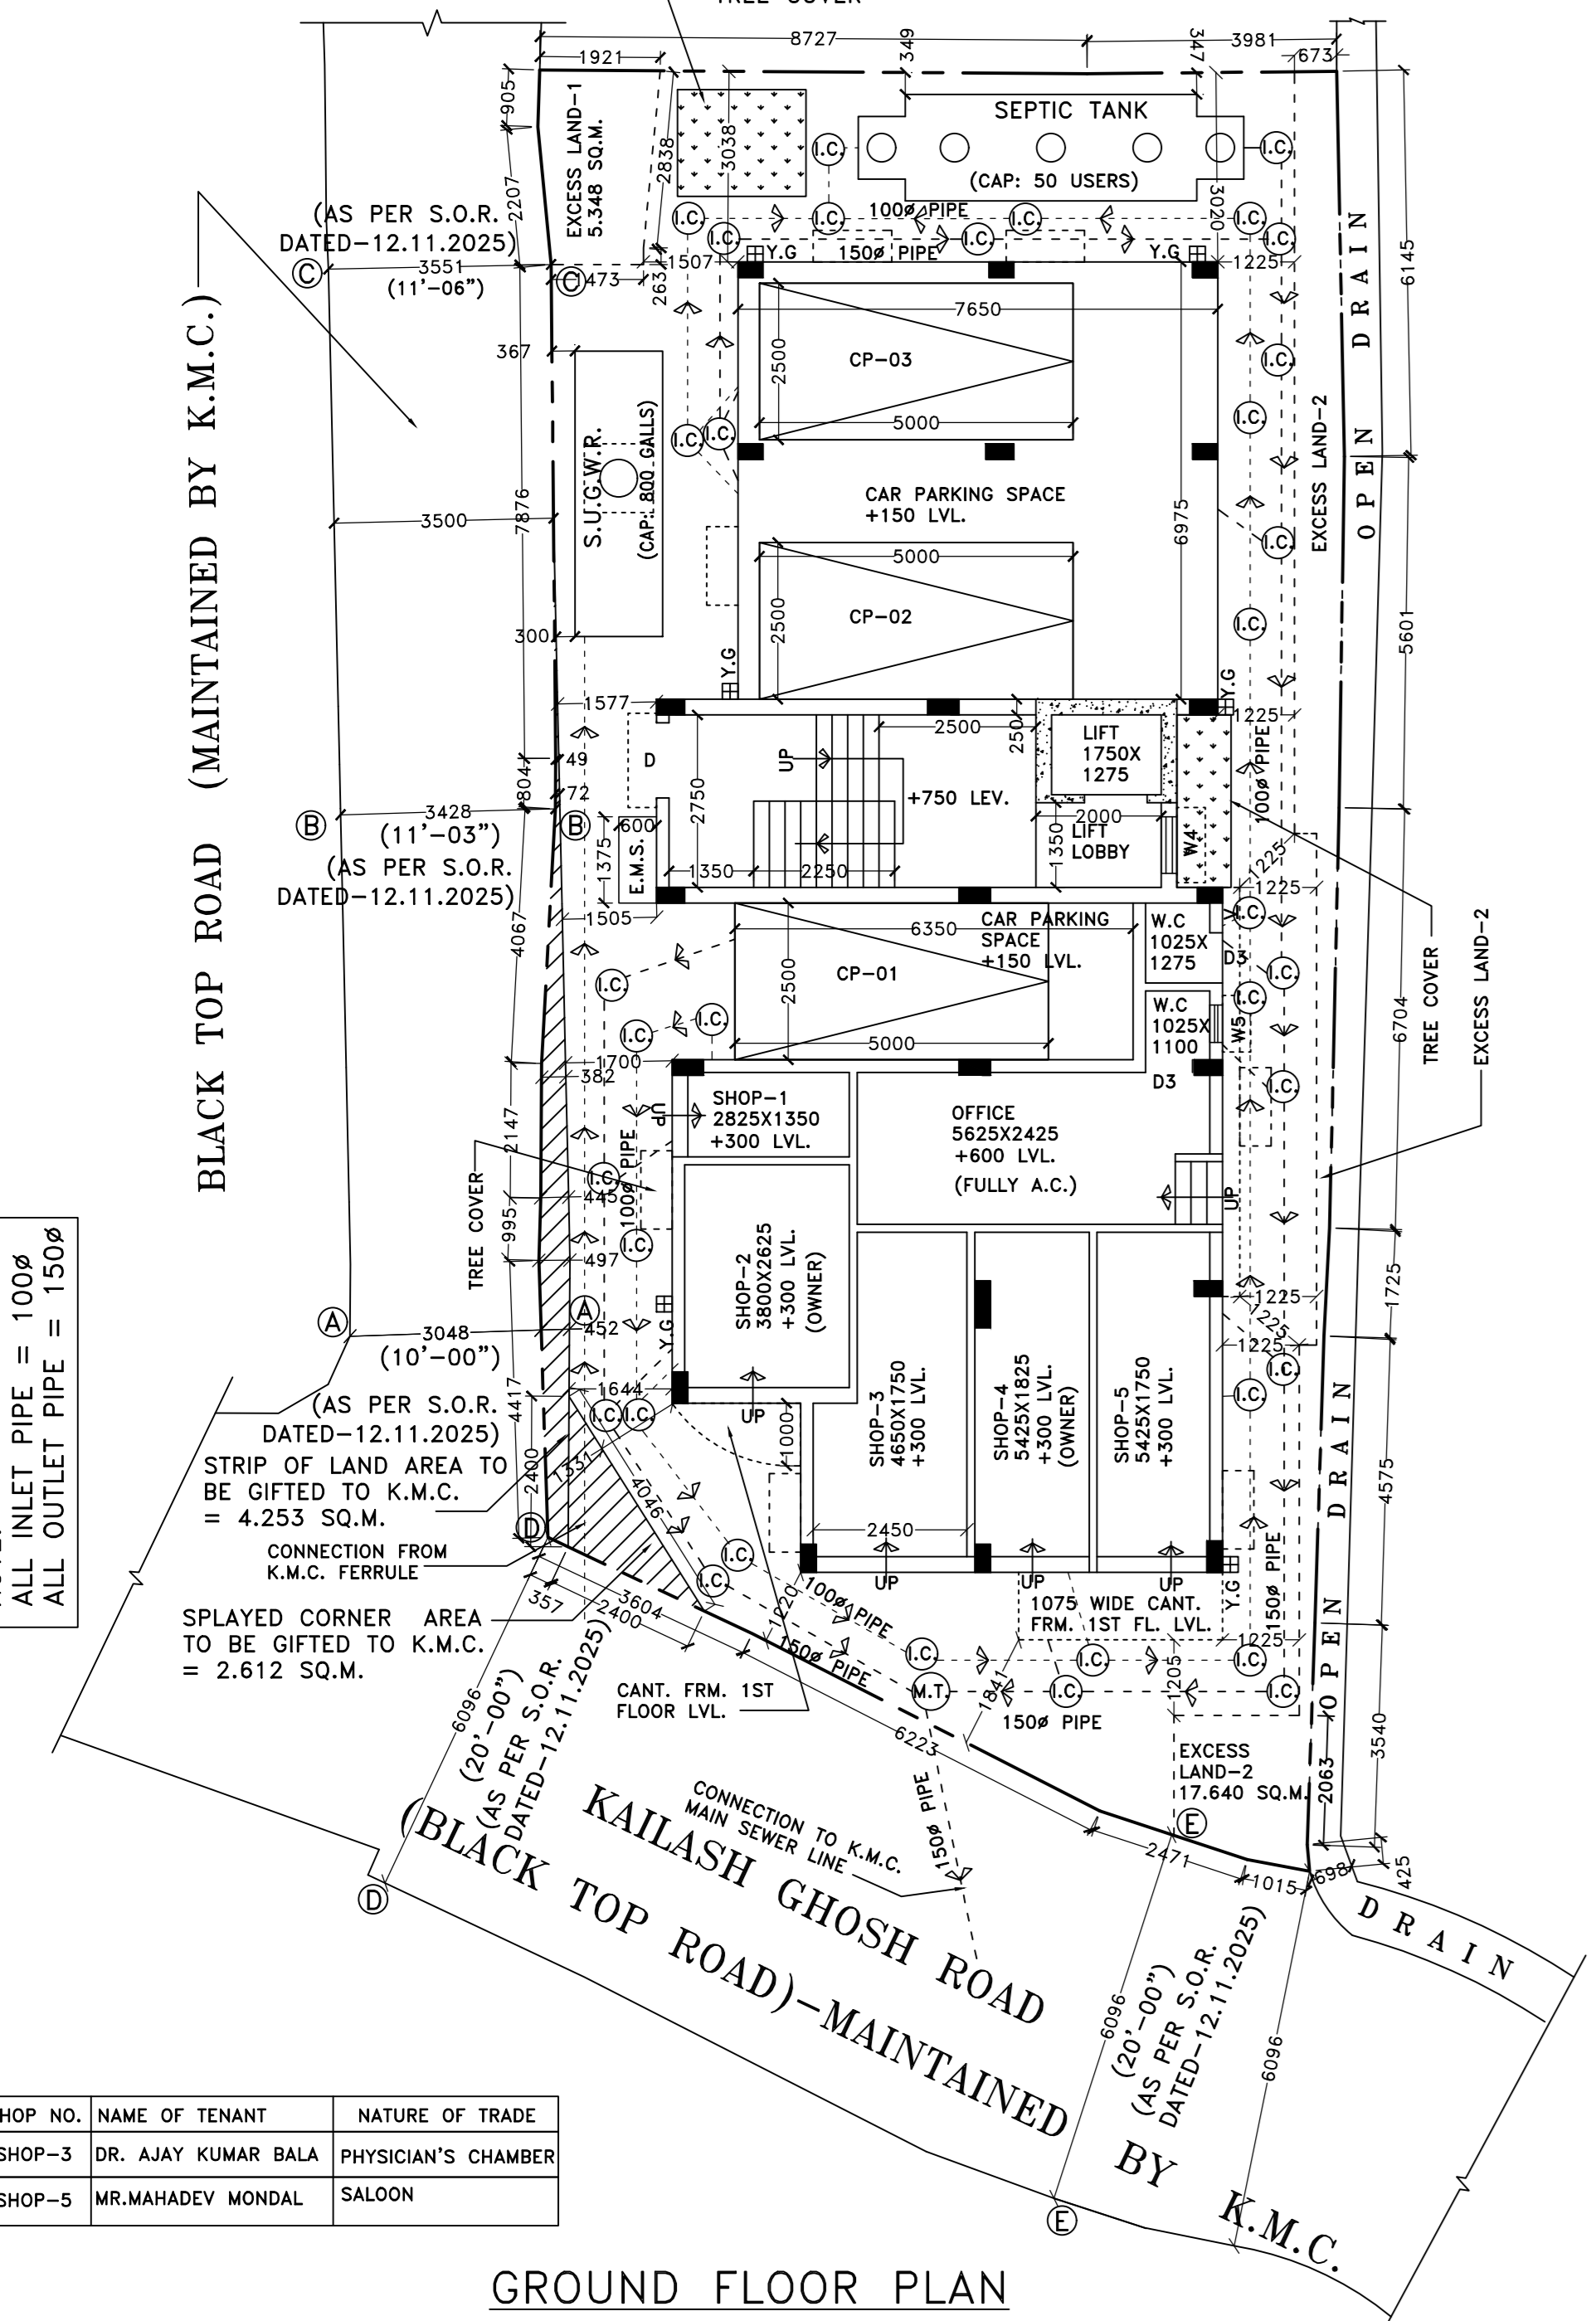 8727
349
347
3981
1921
673
905
EXCESS LAND-1
5.348 SQ.M.
2838
3038
SEPTIC TANK
(CAP: 50 USERS)
I.C.
I.C.
2207
(AS PER S.O.R.
DATED-12.11.2025)
C
3551
(11'-06")
C
1473
263
1507
I.C.
I.C.
I.C.
I.C.
100ø PIPE
3020
I.C.
I.C.
I.C.
Y.G
150ø PIPE
Y.G
1225
6145
OPEN DRAIN
BLACK TOP ROAD (MAINTAINED BY K.M.C.)
367
7650
2500
CP-03
5000
I.C.
I.C.
I.C.
I.C.
EXCESS LAND-2
S.U.G.W.R.
(CAP: 800 GALLS)
3500
7876
CAR PARKING SPACE
+150 LVL.
6975
I.C.
5000
2500
CP-02
I.C.
5601
300
Y.G
Y.G
1577
2500
250
LIFT
1750X
1275
1225
D
UP
49
804
72
2750
+750 LEV.
100ø PIPE
B
3428
(11'-03")
B
(AS PER S.O.R.
DATED-12.11.2025)
600
1375
E.M.S.
1350
2250
2000
1350
LIFT
LOBBY
W4
1225
1225
1505
4067
6350
CAR PARKING
SPACE
+150 LVL.
2500
CP-01
5000
W.C
1025X
1275
D3
I.C.
I.C.
I.C.
W.C
1025X
1100
W5
D3
I.C.
I.C.
I.C.
I.C.
6704
TREE COVER
EXCESS LAND-2
1700
382
2147
UP
SHOP-1
2825X1350
+300 LVL.
OFFICE
5625X2425
+600 LVL.
(FULLY A.C.)
UP
TREE COVER
I.C.
100ø PIPE
445
995
I.C.
497
SHOP-2
3800X2625
+300 LVL.
(OWNER)
ALL INLET PIPE = 100ø
ALL OUTLET PIPE = 150ø
A
3048
(10'-00")
A
452
Y.G
1225
1225
1225
1725
I.C.
I.C.
(AS PER S.O.R.
DATED-12.11.2025)
4417
1644
I.C.
I.C.
UP
1000
SHOP-3
4650X1750
+300 LVL.
SHOP-4
5425X1825
+300 LVL.
(OWNER)
SHOP-5
5425X1750
+300 LVL.
OPEN DRAIN
STRIP OF LAND AREA TO
BE GIFTED TO K.M.C.
= 4.253 SQ.M.
2400
4046
4575
D
CONNECTION FROM
K.M.C. FERRULE
2450
I.C.
I.C.
UP
UP
UP
Y.G
150ø PIPE
357
3604
2400
1220
100ø PIPE
150ø PIPE
1075 WIDE CANT.
FRM. 1ST FL. LVL.
1225
SPLAYED CORNER AREA
TO BE GIFTED TO K.M.C.
= 2.612 SQ.M.
I.C.
I.C.
I.C.
M.T.
I.C.
I.C.
1841
1205
150ø PIPE
CANT. FRM. 1ST
FLOOR LVL.
6096
(20'-00")
(AS PER S.O.R.
DATED-12.11.2025)
6223
3540
EXCESS
LAND-2
17.640 SQ.M.
2063
E
CONNECTION TO K.M.C.
MAIN SEWER LINE
150ø PIPE
2471
1015
698
425
D
KAILASH GHOSH ROAD
(BLACK TOP ROAD)-MAINTAINED BY K.M.C.
DRAIN
6096
(20'-00")
(AS PER S.O.R.
DATED-12.11.2025)
6096
E
NAME OF TENANT
NATURE OF TRADE
SHOP-3
DR. AJAY KUMAR BALA
PHYSICIAN'S CHAMBER
SHOP-5
MR.MAHADEV MONDAL
SALOON
GROUND FLOOR PLAN